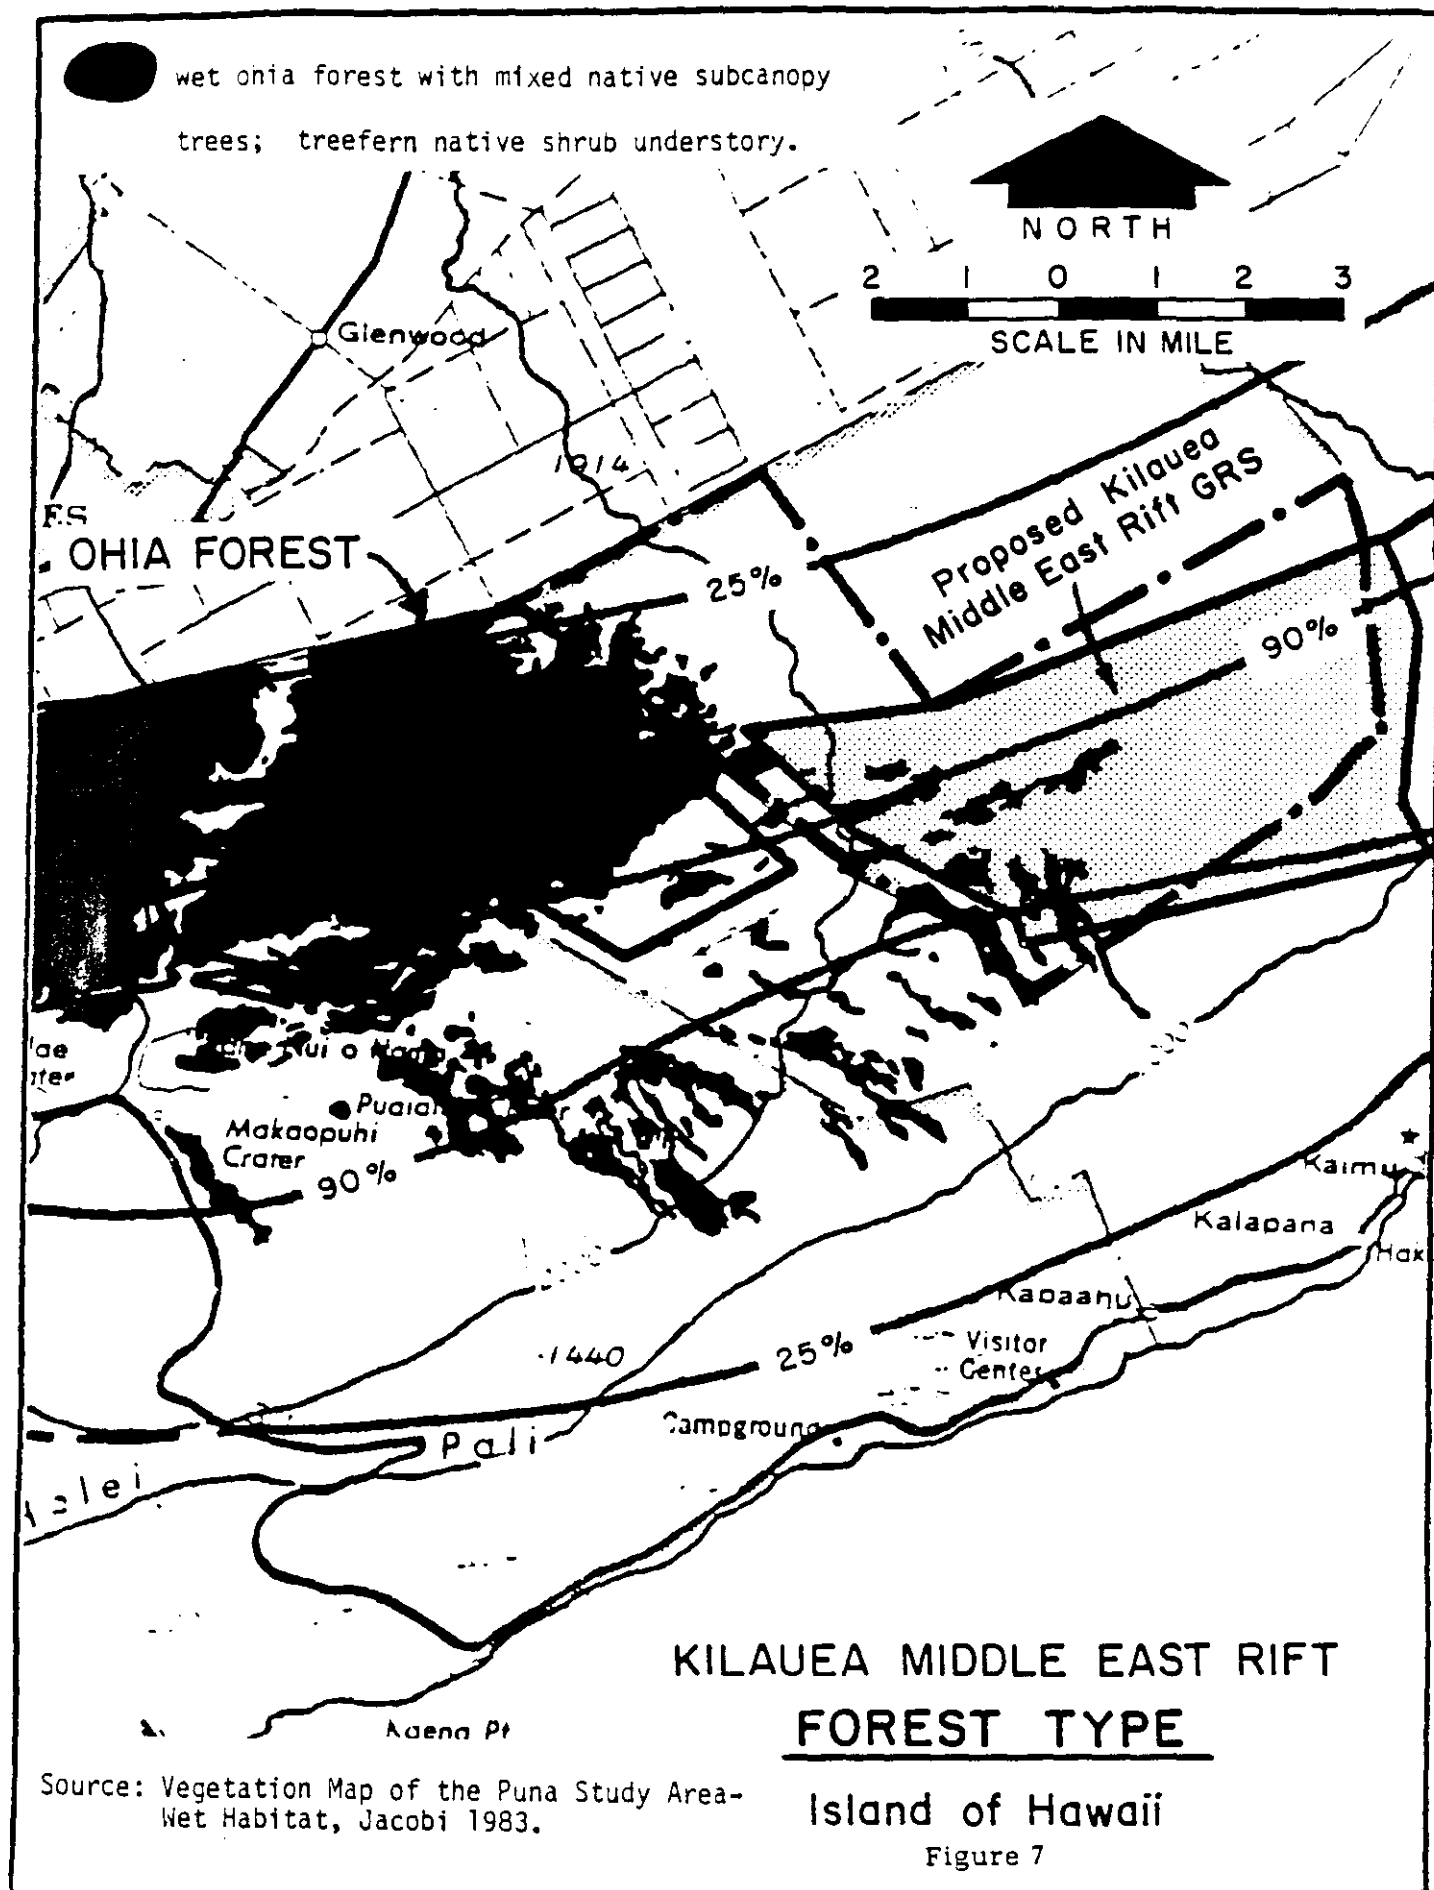 wet ohia forest with mixed native subcanopy
trees; treefern native shrub understory.
NORTH
2 1 0 1 2 3
SCALE IN MILE
Glenwood
1914
ES
OHIA FOREST
25%
Proposed Kilauea
Middle East Rift GRS
90%
Nui o
Makaopuhi
Crater
90%
Kaimu
Kalapana
Kapaahu
Visitor
Center
25%
1440
Campground
Pali
Kaena Pt
KILAUEA MIDDLE EAST RIFT
FOREST TYPE
Island of Hawaii
Figure 7
Source: Vegetation Map of the Puna Study Area-
Wet Habitat, Jacobi 1983.